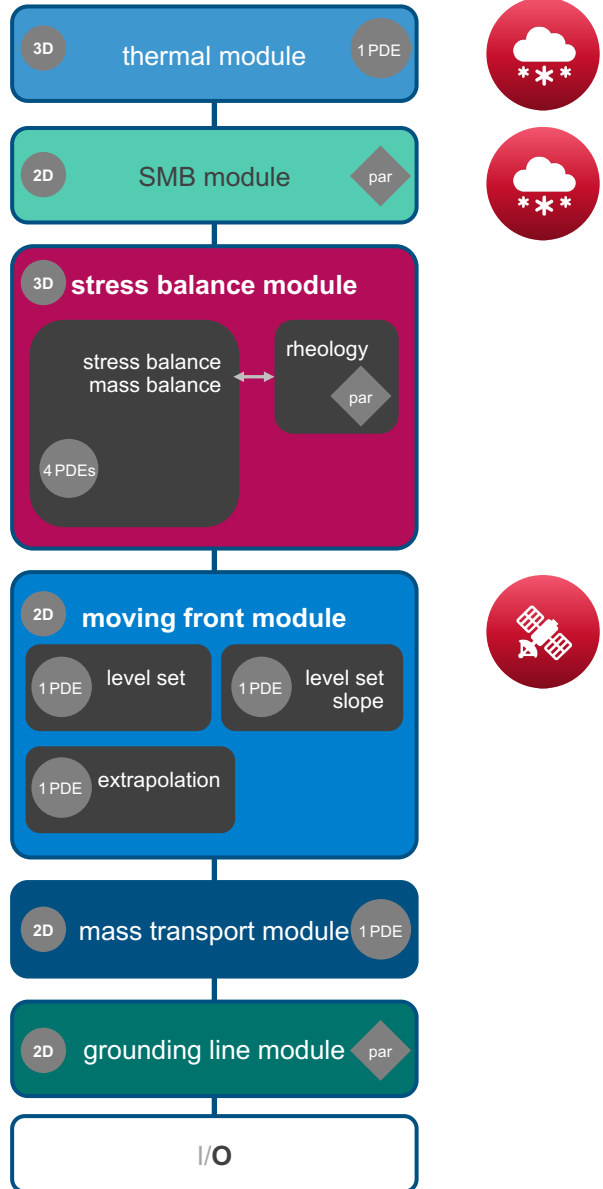 3D
thermal module
1 PDE
2D
SMB module
par
3D
stress balance module
stress balance
mass balance
4 PDEs
rheology
par
2D
moving front module
1 PDE
level set
1 PDE
level set
slope
1 PDE
extrapolation
2D
mass transport module
1 PDE
2D
grounding line module
par
I/O